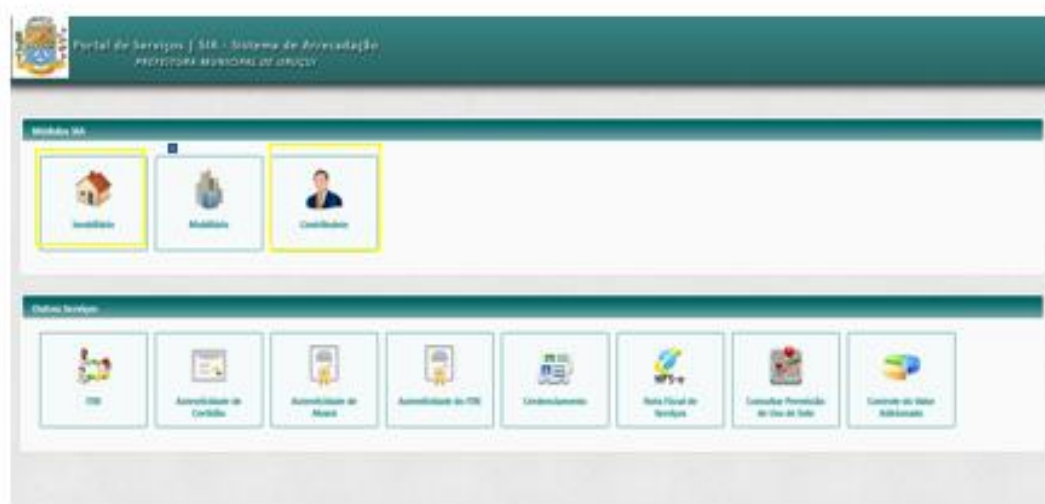 Portal de Serviços | SIA - Sistema de Arrecadação
PREFEITURA MUNICIPAL DE URUÇUÍ
Módulos SIA
Imobiliário
Mobiliário
Contribuinte
Outros Serviços
ITBI
Autenticidade de
Certidão
Autenticidade de
Alvará
Autenticidade do ITBI
Credenciamento
NFS-e
Nota Fiscal de
Serviços
Consultar Permissão
de Uso de Solo
Controle do Valor
Adicionado